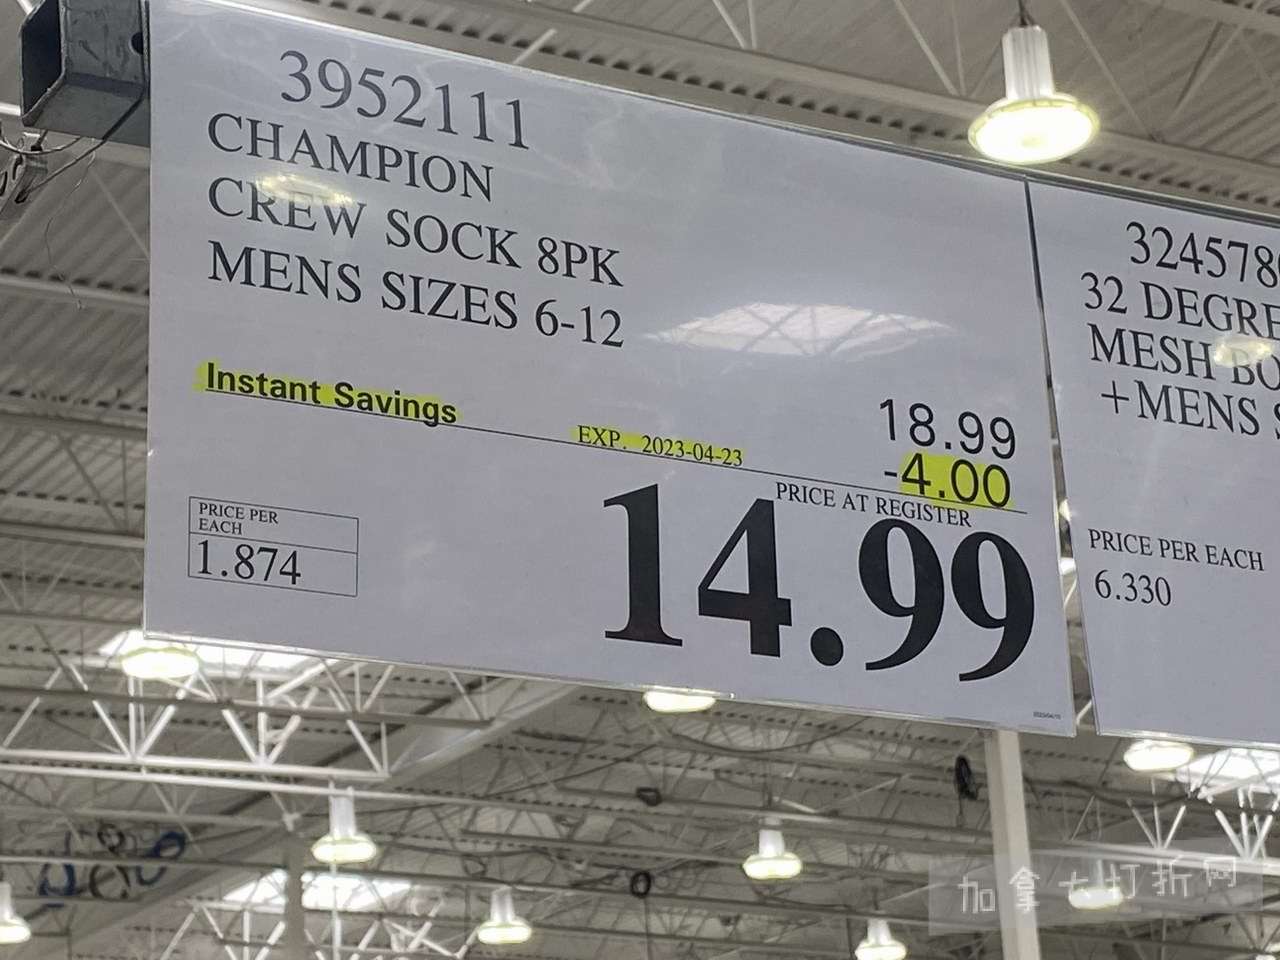 3952111
CHAMPION
CREW SOCK 8PK
MENS SIZES 6-12
Instant Savings
EXP. 2023-04-23
18.99
-4.00
PRICE AT REGISTER
14.99
PRICE PER
EACH
1.874
324578
32 DEGREE
MESH BO
+MENS S
PRICE PER EACH
6.330
加拿大打折网